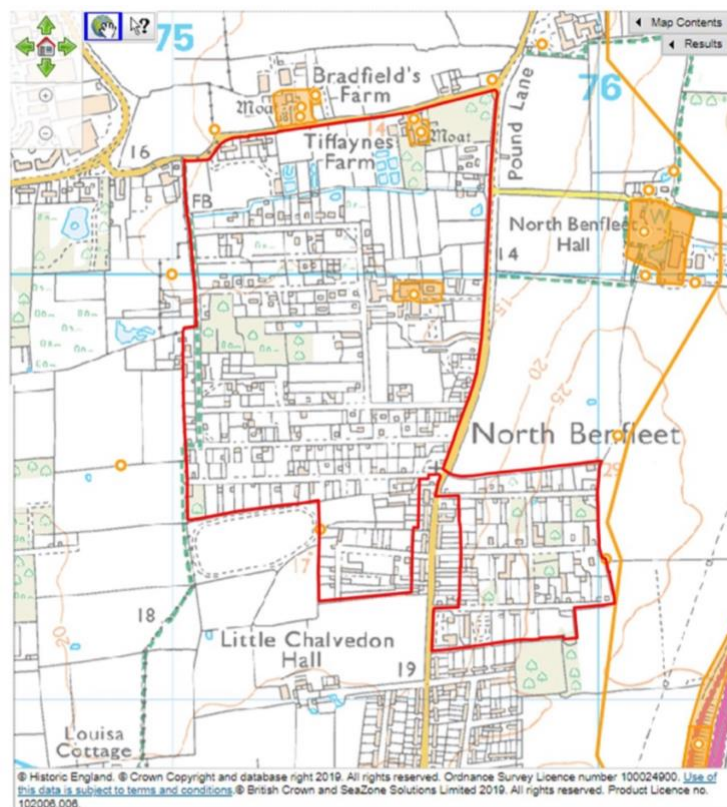 75
Map Contents
Results
Bradfield's
Farm
Moat
76
14
Moat
Tiffaynes
Farm
Pound Lane
16
FB
W
North Benfleet
Hall
14
15
20
25
North Benfleet
29
17
18
20
Little Chalvedon
Hall
19
Louisa
Cottage
© Historic England. © Crown Copyright and database right 2019. All rights reserved. Ordnance Survey Licence number 100024900. Use of
this data is subject to terms and conditions.© British Crown and SeaZone Solutions Limited 2019. All rights reserved. Product Licence no.
102006.006.